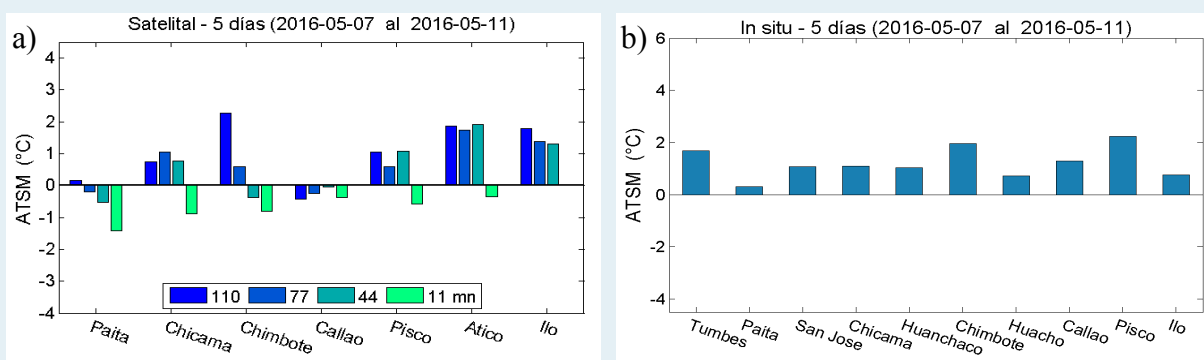 a)
Satelital - 5 días (2016-05-07 al 2016-05-11)
ATSM (°C)
4
3
2
1
0
-1
-2
-3
-4
110 77 44 11 mn
Paita Chicama Chimbote Callao Pisco Atico Ilo
b)
In situ - 5 días (2016-05-07 al 2016-05-11)
ATSM (°C)
6
4
2
0
-2
-4
Tumbes Paita San Jose Chicama Huanchaco Chimbote Huacho Callao Pisco Ilo